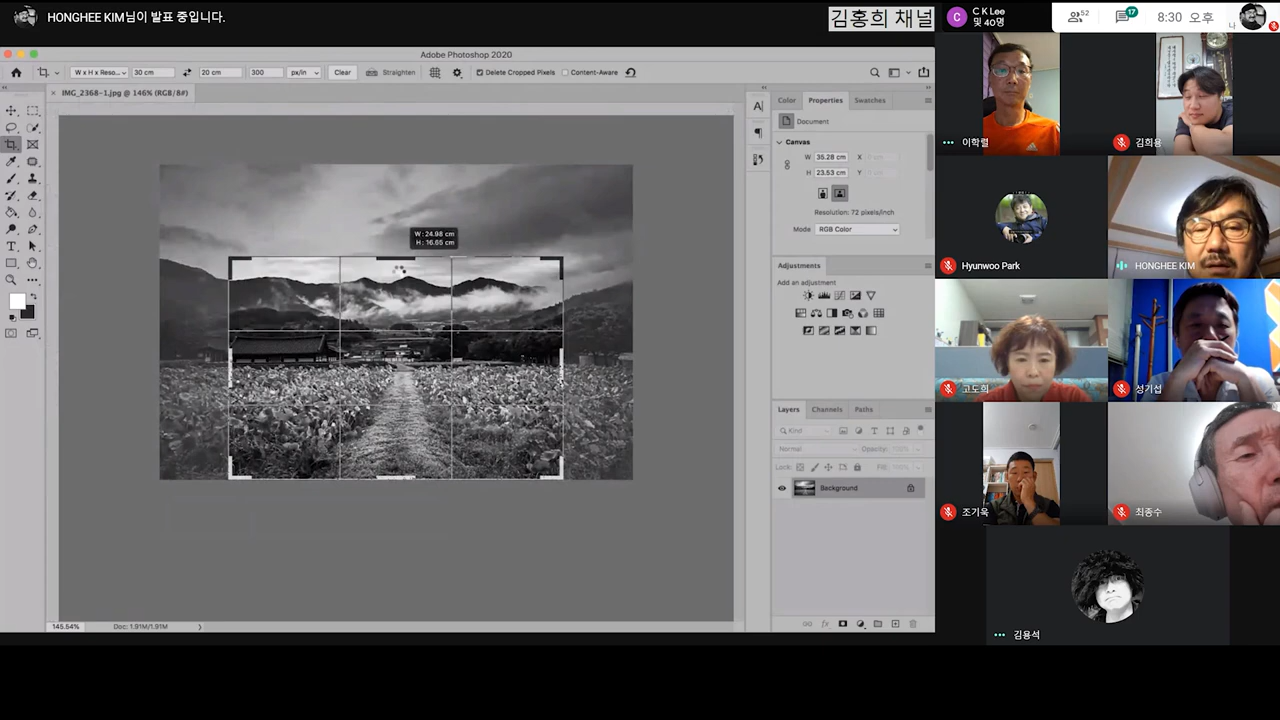 HONGHEE KIM님이 발표 중입니다.
김홍희 채널
C
C K Lee
및 40명
52
17
8:30 오후
나
Adobe Photoshop 2020
W x H x Reso...
30 cm
20 cm
300
px/in
Clear
Straighten
Delete Cropped Pixels
Content-Aware
× IMG_2368-1.jpg @ 146% (RGB/8#)
W: 24.98 cm
H: 16.65 cm
Color
Properties
Swatches
Document
Canvas
W
35.28 cm
X
H
23.53 cm
Y
Resolution: 72 pixels/inch
Mode
RGB Color
Adjustments
Add an adjustment
Layers
Channels
Paths
Kind
Normal
Opacity:
100%
Lock:
Fill:
100%
Background
fx
145.54%
Doc: 1.91M/1.91M
이학렬
김희용
Hyunwoo Park
HONGHEE KIM
고도희
성기섭
조기욱
최종수
김용석